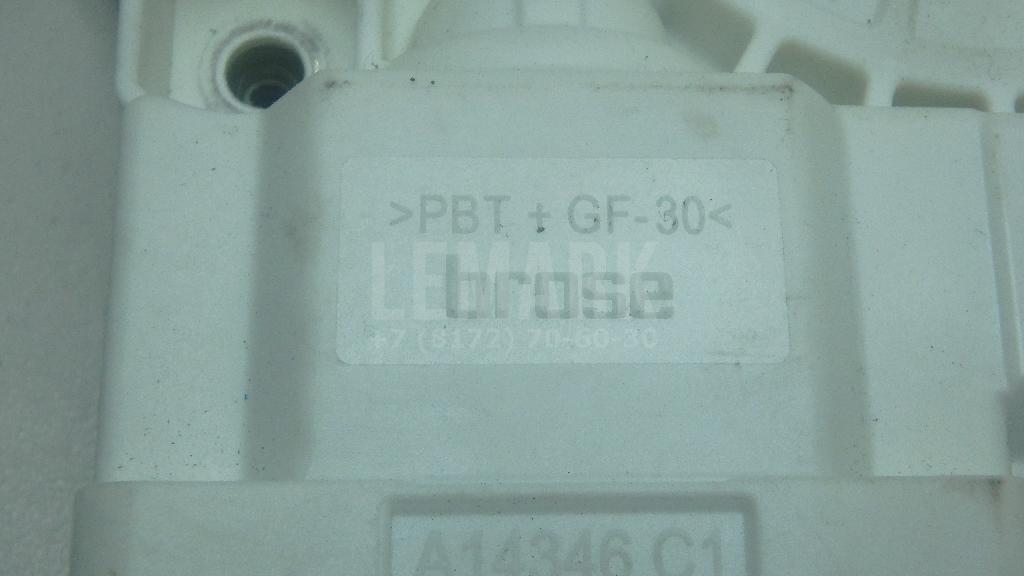 >PBT + GF-30<
LEMARK
brose
+7 (8172) 70-60-30
A14346 C1